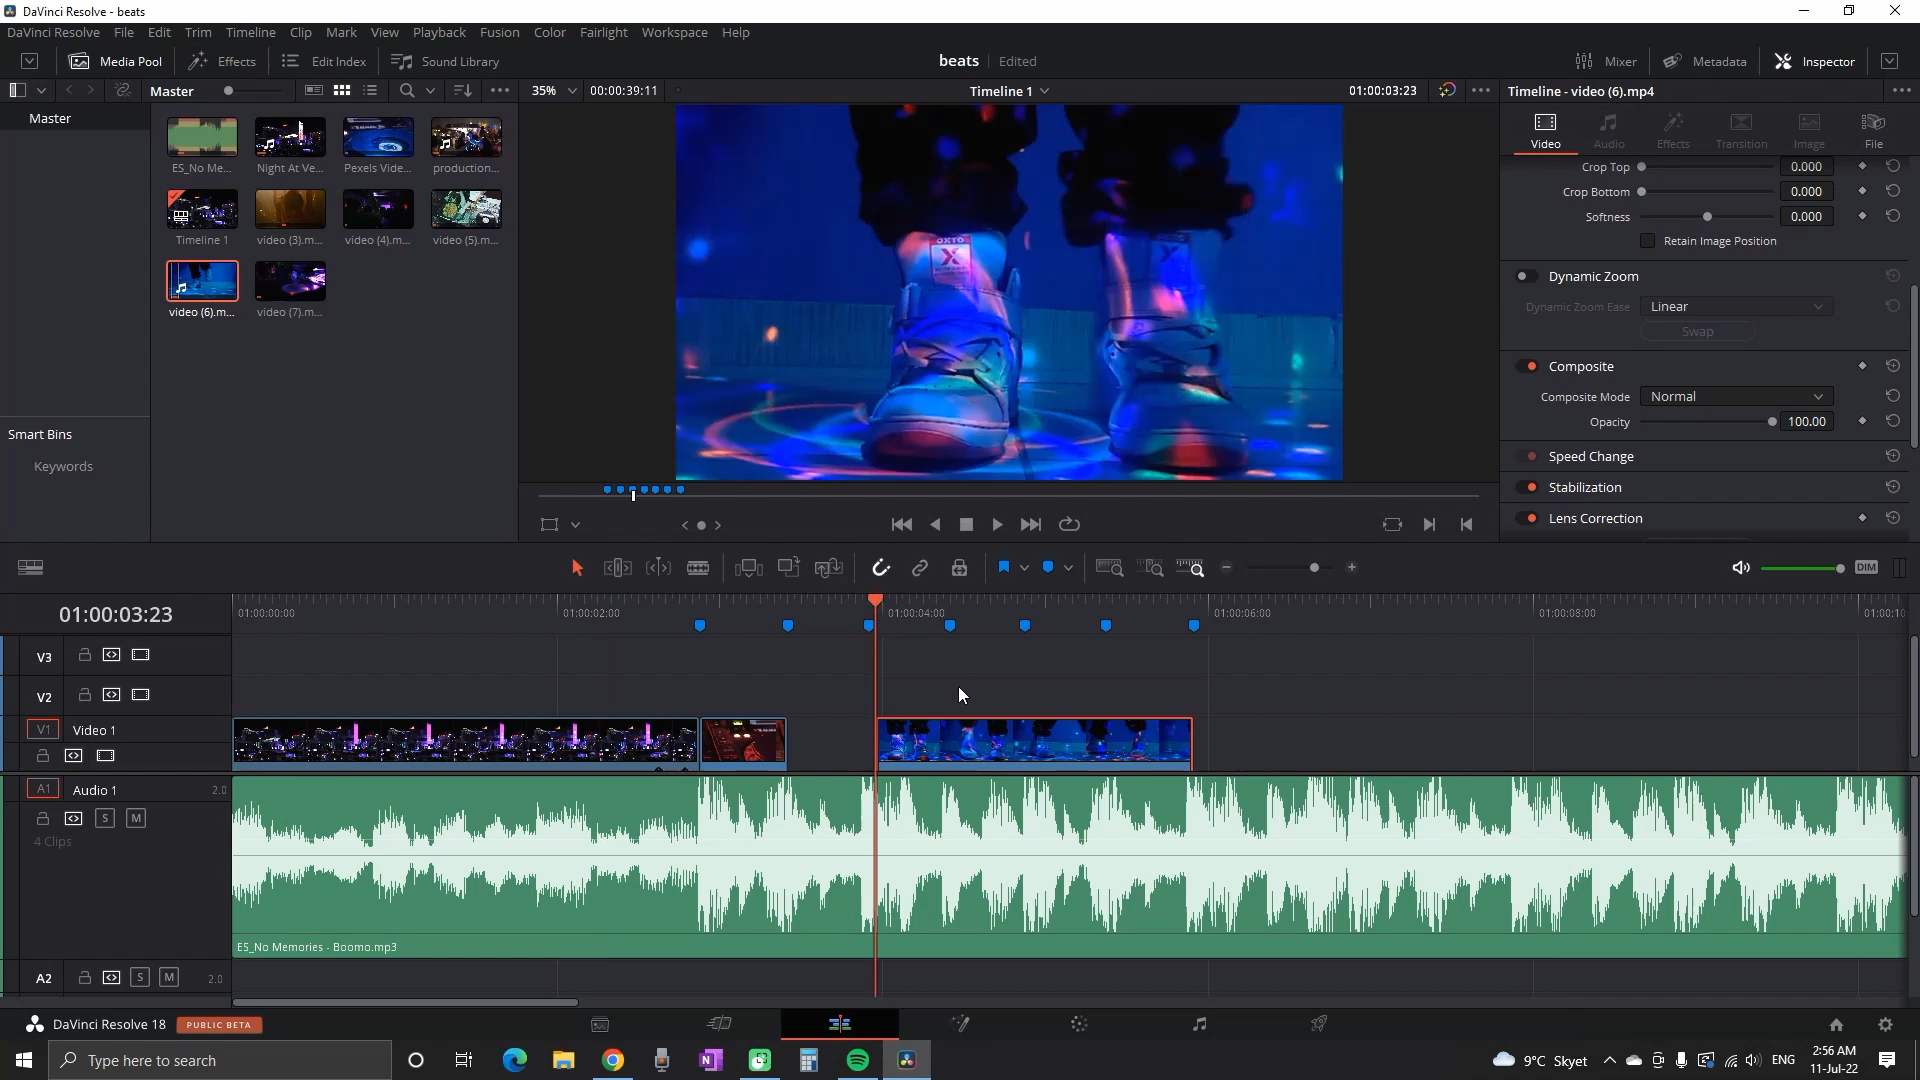 DaVinci Resolve - beats
DaVinci Resolve File Edit Trim Timeline Clip Mark View Playback Fusion Color Fairlight Workspace Help
Media Pool Effects Edit Index Sound Library beats Edited Mixer Metadata Inspector
Master 35% 00:00:39:11 Timeline 1 01:00:03:23 Timeline - video (6).mp4
Master
ES_No Me... Night At Ve... Pexels Vide... production...
Timeline 1 video (3).m... video (4).m... video (5).m...
video (6).m... video (7).m...
Smart Bins
Keywords
X
Video Audio Effects Transition Image File
Crop Top 0.000
Crop Bottom 0.000
Softness 0.000
Retain Image Position
Dynamic Zoom
Dynamic Zoom Ease Linear
Swap
Composite
Composite Mode Normal
Opacity 100.00
Speed Change
Stabilization
Lens Correction
DIM
01:00:03:23
01:00:00:00 01:00:02:00 01:00:04:00 01:00:06:00 01:00:08:00 01:00:10
V3
V2
V1 Video 1
A1 Audio 1 2.0
S M
4 Clips
ES_No Memories - Boomo.mp3
A2 S M 2.0
DaVinci Resolve 18 PUBLIC BETA
Type here to search
9°C Skyet ENG
2:56 AM
11-Jul-22